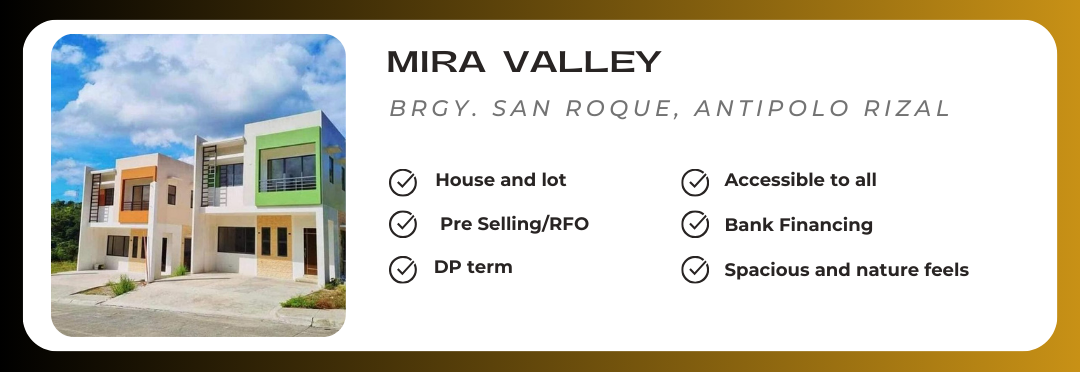 MIRA VALLEY
BRGY. SAN ROQUE, ANTIPOLO RIZAL
House and lot
Pre Selling/RFO
DP term
Accessible to all
Bank Financing
Spacious and nature feels